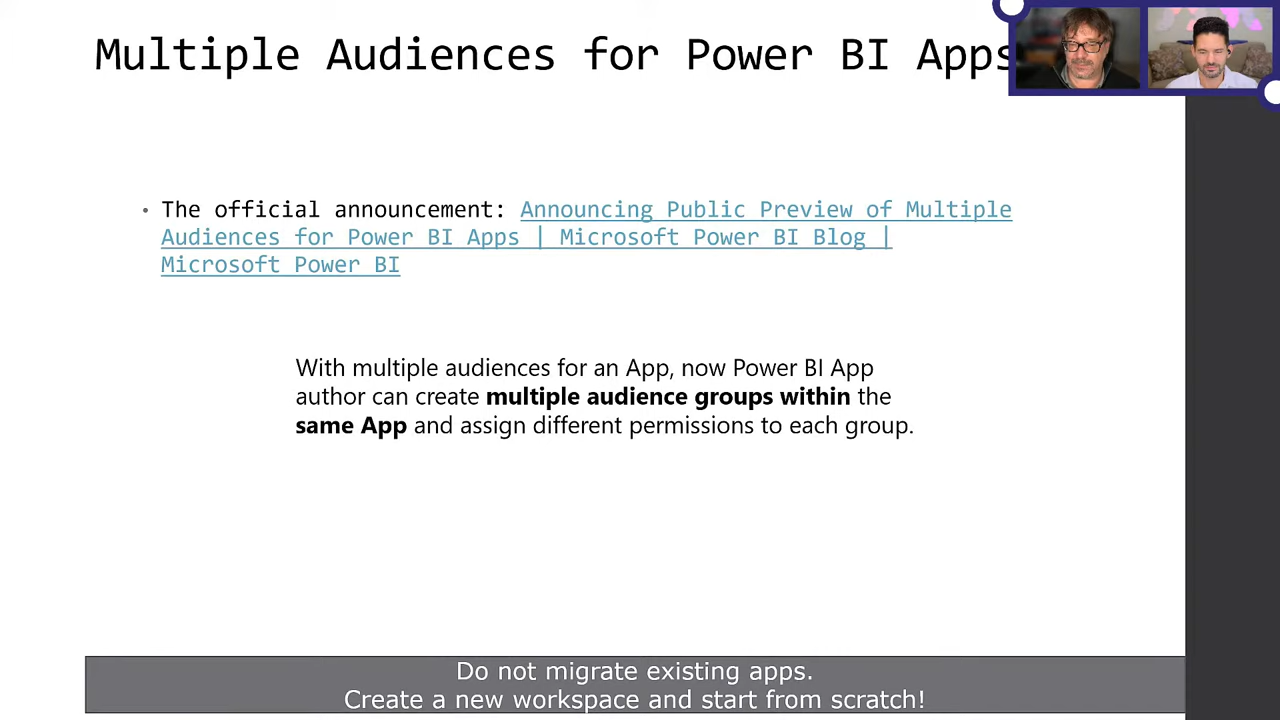 Multiple Audiences for Power BI Apps
• The official announcement: Announcing Public Preview of Multiple
Audiences for Power BI Apps | Microsoft Power BI Blog |
Microsoft Power BI
With multiple audiences for an App, now Power BI App
author can create multiple audience groups within the
same App and assign different permissions to each group.
Do not migrate existing apps.
Create a new workspace and start from scratch!